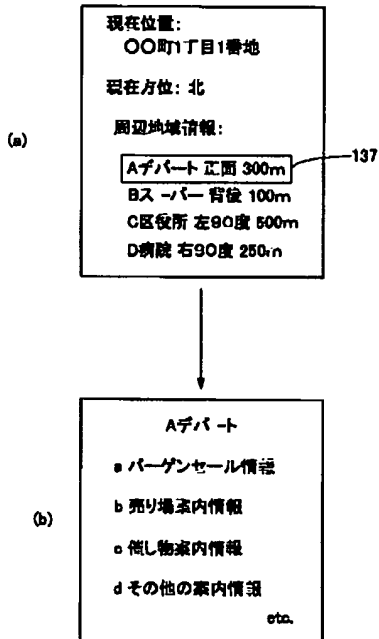 現在位置:
〇〇町1丁目1番地
現在方位: 北
周辺地域情報:
(a)
Aデパート 正面 300m
137
Bスーパー 背後 100m
C区役所 左90度 500m
D病院 右90度 250m
Aデパート
a バーゲンセール情報
b 売り場案内情報
(b)
c 催し物案内情報
d その他の案内情報
etc.